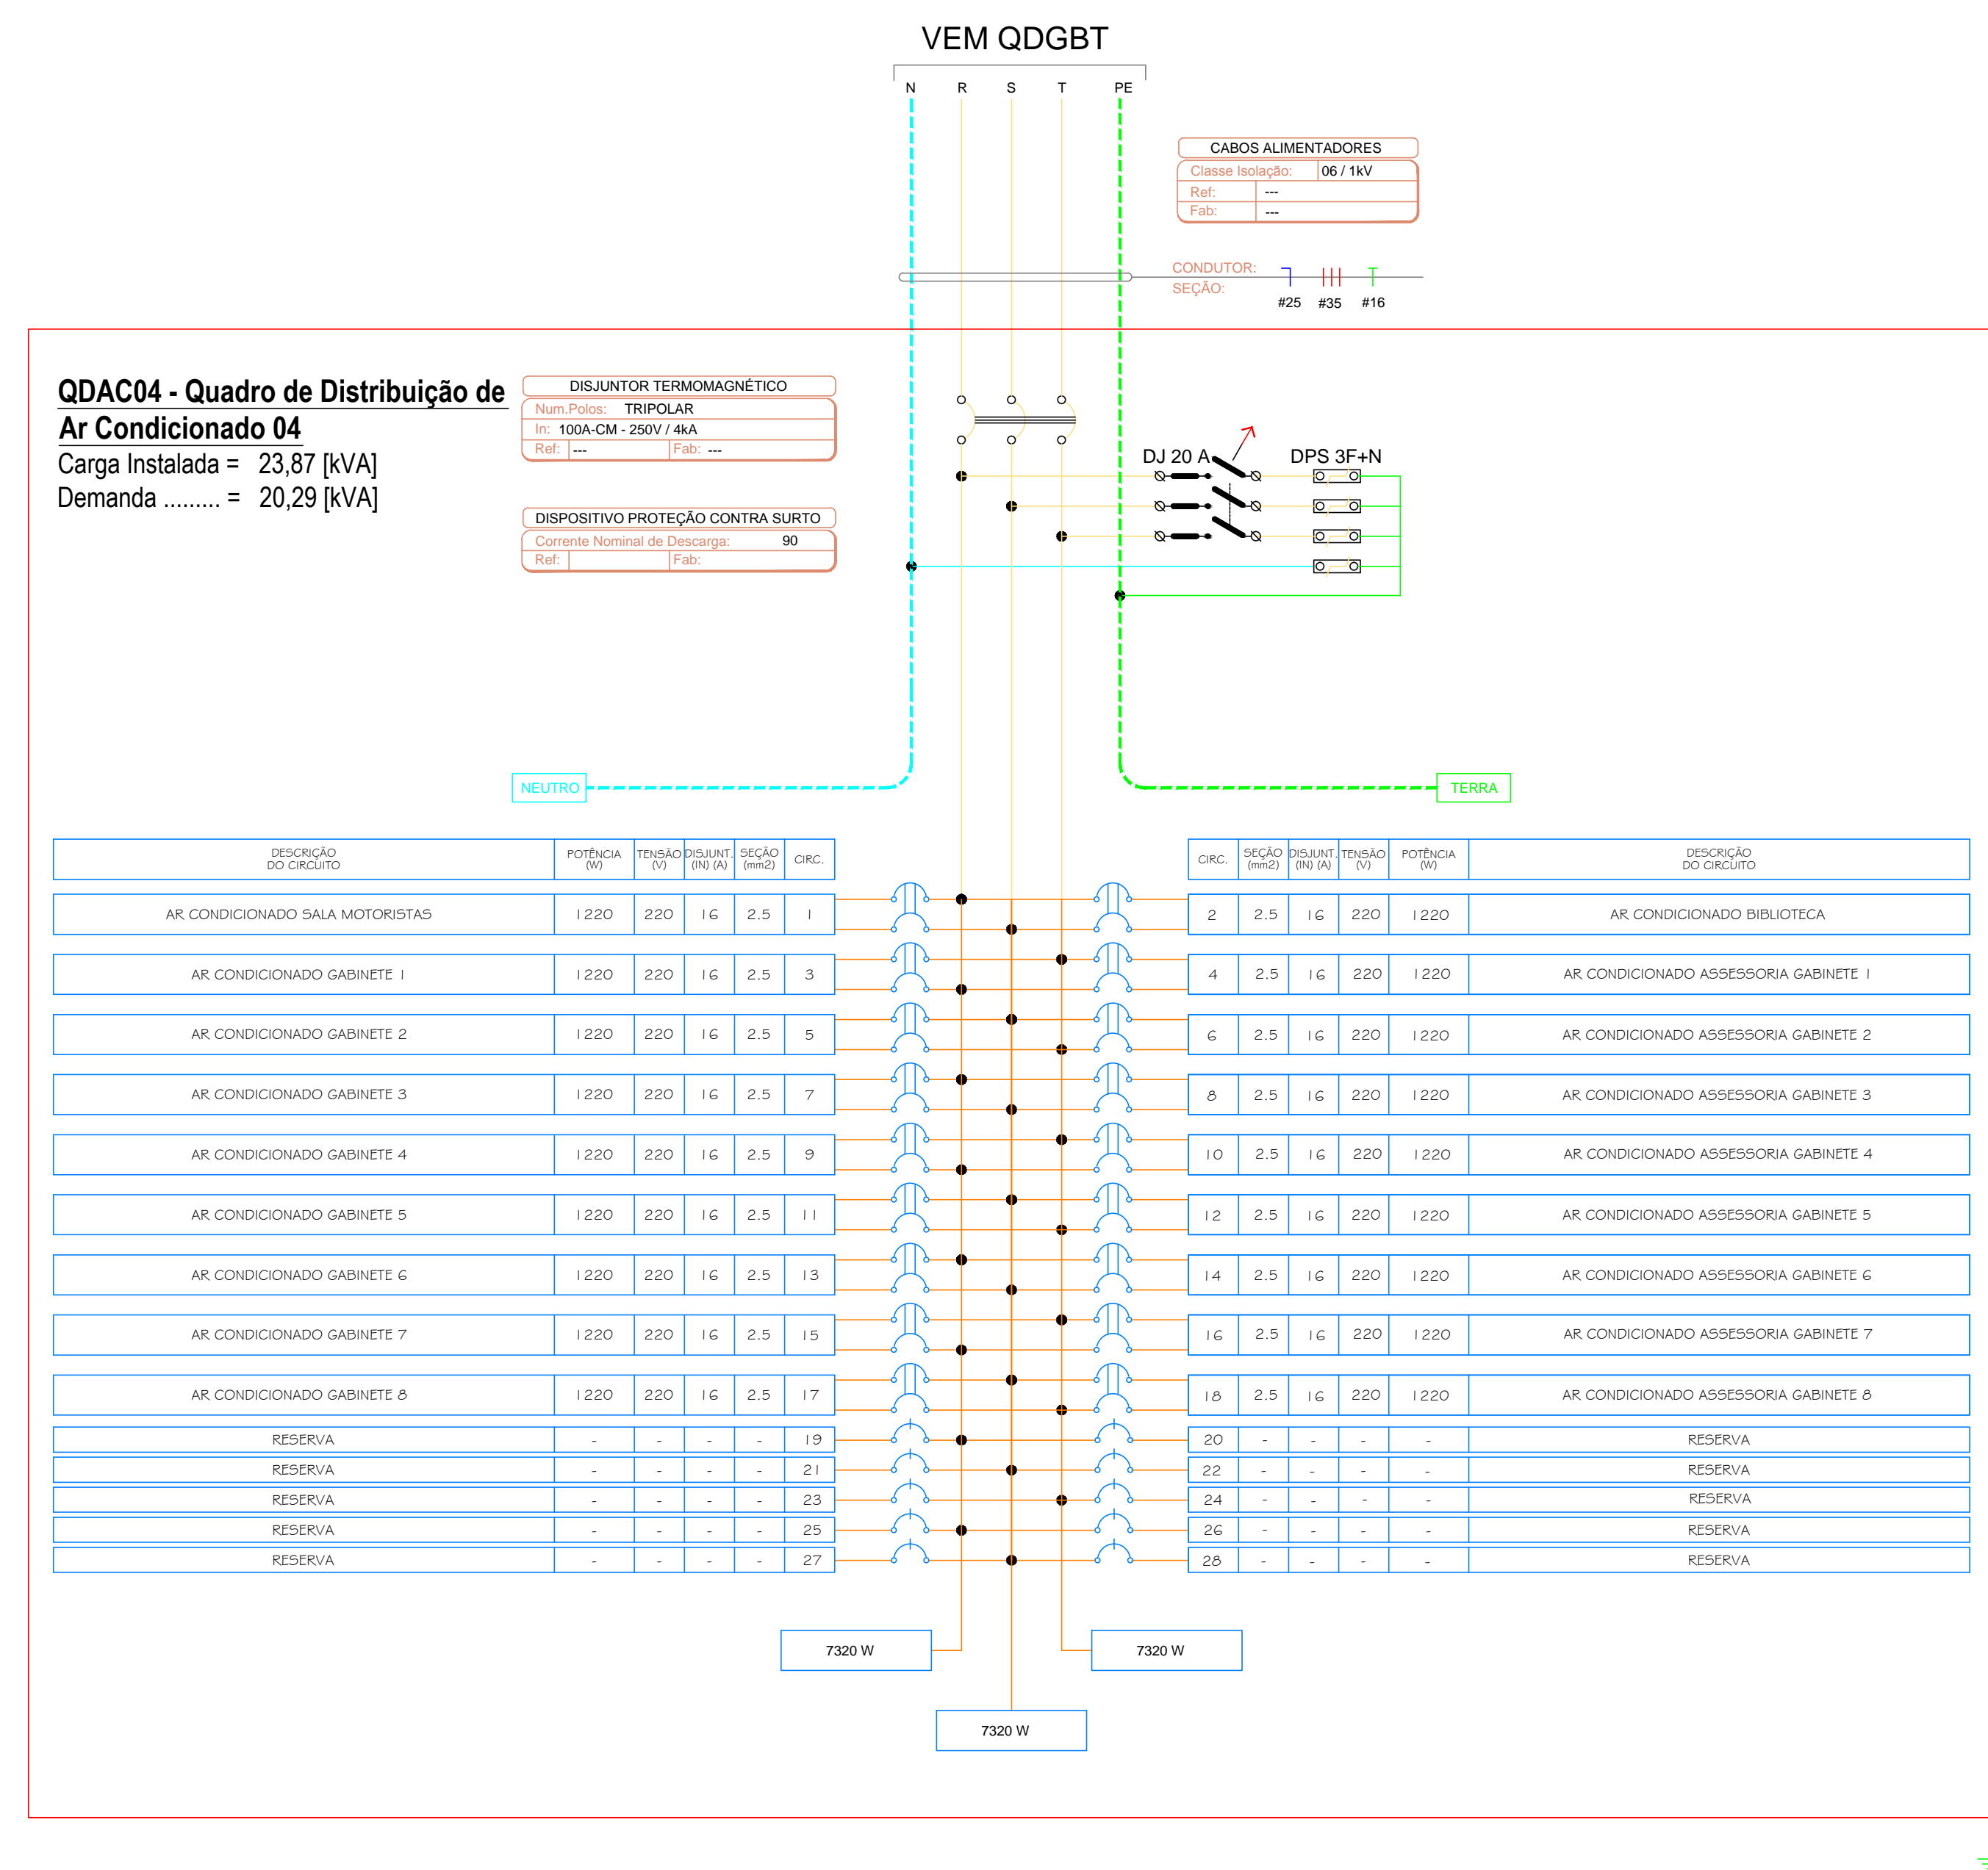 VEM QDGBT
N R S T PE
CABOS ALIMENTADORES
Classe Isolação: 06 / 1kV
Ref: ---
Fab: ---
CONDUTOR:
SEÇÃO:
#25 #35 #16
QDAC04 - Quadro de Distribuição de
Ar Condicionado 04
Carga Instalada = 23,87 [kVA]
Demanda ......... = 20,29 [kVA]
DISJUNTOR TERMOMAGNÉTICO
Num.Polos: TRIPOLAR
In: 100A-CM - 250V / 4kA
Ref: --- Fab: ---
DISPOSITIVO PROTEÇÃO CONTRA SURTO
Corrente Nominal de Descarga: 90
Ref: Fab:
DJ 20 A DPS 3F+N
NEUTRO TERRA
DESCRIÇÃO DO CIRCUITO POTÊNCIA (W) TENSÃO (V) DISJUNT. (IN) (A) SEÇÃO (mm2) CIRC. CIRC. SEÇÃO (mm2) DISJUNT. (IN) (A) TENSÃO (V) POTÊNCIA (W) DESCRIÇÃO DO CIRCUITO
AR CONDICIONADO SALA MOTORISTAS 1220 220 16 2.5 1 2 2.5 16 220 1220 AR CONDICIONADO BIBLIOTECA
AR CONDICIONADO GABINETE 1 1220 220 16 2.5 3 4 2.5 16 220 1220 AR CONDICIONADO ASSESSORIA GABINETE 1
AR CONDICIONADO GABINETE 2 1220 220 16 2.5 5 6 2.5 16 220 1220 AR CONDICIONADO ASSESSORIA GABINETE 2
AR CONDICIONADO GABINETE 3 1220 220 16 2.5 7 8 2.5 16 220 1220 AR CONDICIONADO ASSESSORIA GABINETE 3
AR CONDICIONADO GABINETE 4 1220 220 16 2.5 9 10 2.5 16 220 1220 AR CONDICIONADO ASSESSORIA GABINETE 4
AR CONDICIONADO GABINETE 5 1220 220 16 2.5 11 12 2.5 16 220 1220 AR CONDICIONADO ASSESSORIA GABINETE 5
AR CONDICIONADO GABINETE 6 1220 220 16 2.5 13 14 2.5 16 220 1220 AR CONDICIONADO ASSESSORIA GABINETE 6
AR CONDICIONADO GABINETE 7 1220 220 16 2.5 15 16 2.5 16 220 1220 AR CONDICIONADO ASSESSORIA GABINETE 7
AR CONDICIONADO GABINETE 8 1220 220 16 2.5 17 18 2.5 16 220 1220 AR CONDICIONADO ASSESSORIA GABINETE 8
RESERVA - - - - 19 20 - - - - RESERVA
RESERVA - - - - 21 22 - - - - RESERVA
RESERVA - - - - 23 24 - - - - RESERVA
RESERVA - - - - 25 26 - - - - RESERVA
RESERVA - - - - 27 28 - - - - RESERVA
7320 W 7320 W
7320 W